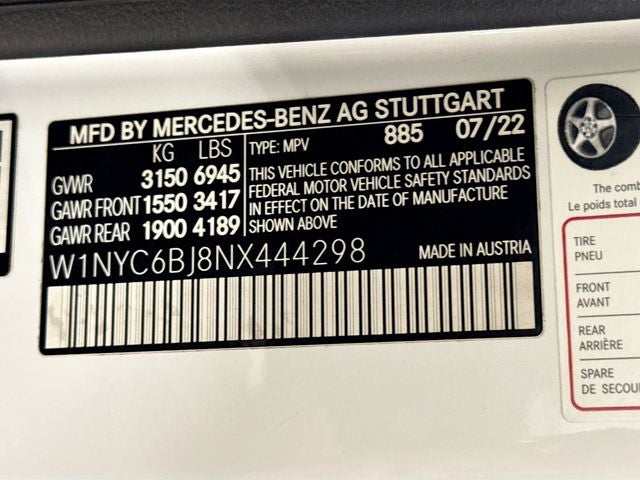 MFD BY MERCEDES-BENZ AG STUTTGART
KG LBS
TYPE: MPV 885 07/22
GVWR 3150 6945
GAWR FRONT 1550 3417
GAWR REAR 1900 4189
THIS VEHICLE CONFORMS TO ALL APPLICABLE
FEDERAL MOTOR VEHICLE SAFETY STANDARDS
IN EFFECT ON THE DATE OF MANUFACTURE
SHOWN ABOVE
W1NYC6BJ8NX444298
MADE IN AUSTRIA
The comb
Le poids total
TIRE
PNEU
FRONT
AVANT
REAR
ARRIÈRE
SPARE
DE SECOU